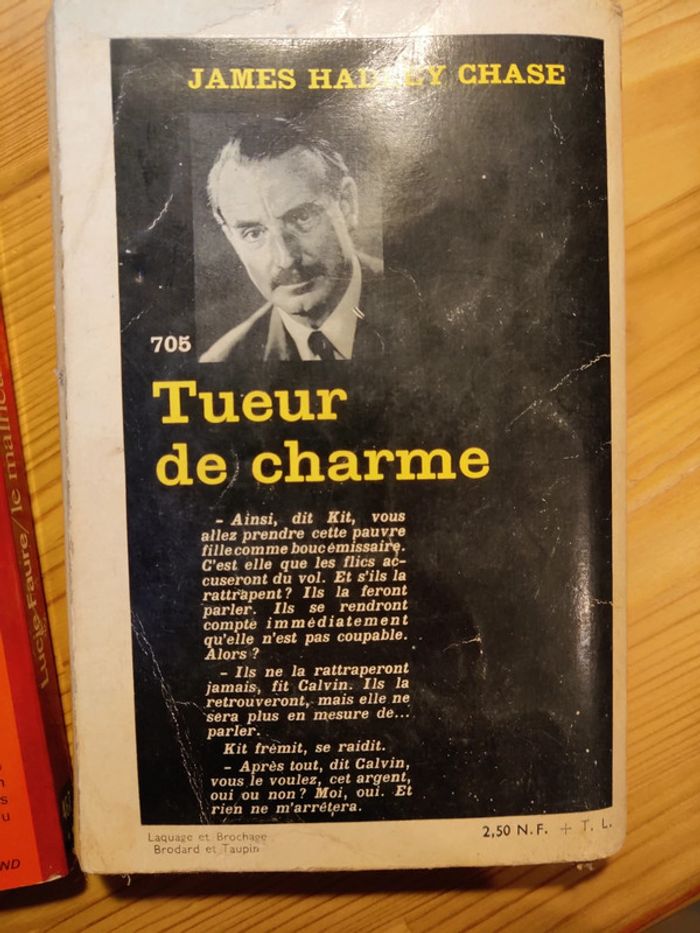 JAMES HADLEY CHASE
705
Tueur
de charme
– Ainsi, dit Kit, vous
allez prendre cette pauvre
fille comme bouc émissaire.
C'est elle que les flics ac-
cuseront du vol. Et s'ils la
rattrapent ? Ils la feront
parler. Ils se rendront
compte immédiatement
qu'elle n'est pas coupable.
Alors ?
– Ils ne la rattraperont
jamais, fit Calvin. Ils la
retrouveront, mais elle ne
sera plus en mesure de...
parler.
Kit frémit, se raidit.
– Après tout, dit Calvin,
vous le voulez, cet argent,
oui ou non ? Moi, oui. Et
rien ne m'arrêtera.
Laquage et Brochage
Brodard et Taupin
2,50 N.F. + T. L.
Lucie Faure/ le malfici